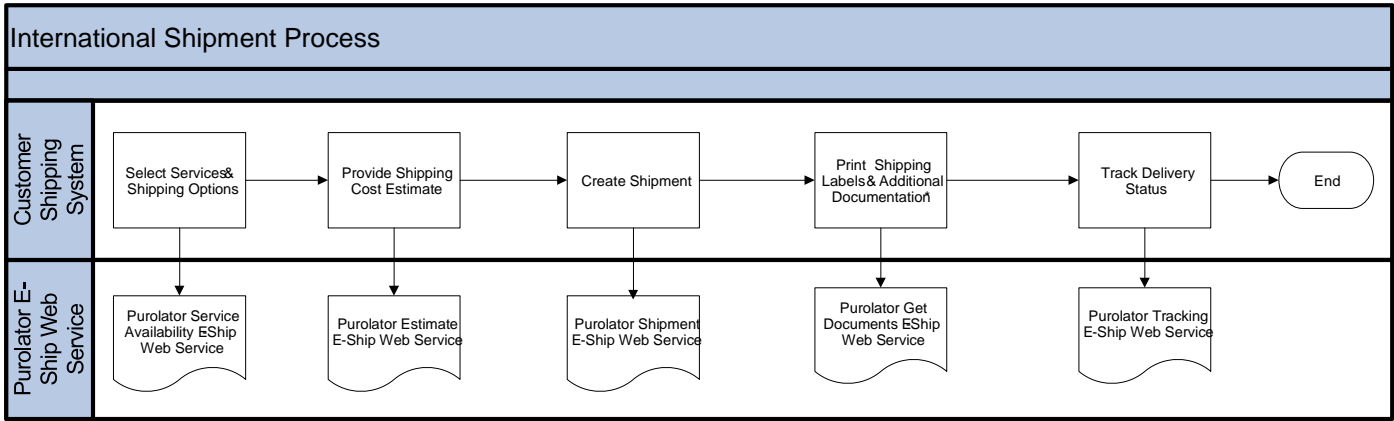 International Shipment Process
Customer
Shipping
System
Select Services&
Shipping Options
Provide Shipping
Cost Estimate
Create Shipment
Print Shipping
Labels& Additional
Documentation*
Track Delivery
Status
End
Purolator E-
Ship Web
Service
Purolator Service
Availability E-Ship
Web Service
Purolator Estimate
E-Ship Web Service
Purolator Shipment
E-Ship Web Service
Purolator Get
Documents E-Ship
Web Service
Purolator Tracking
E-Ship Web Service